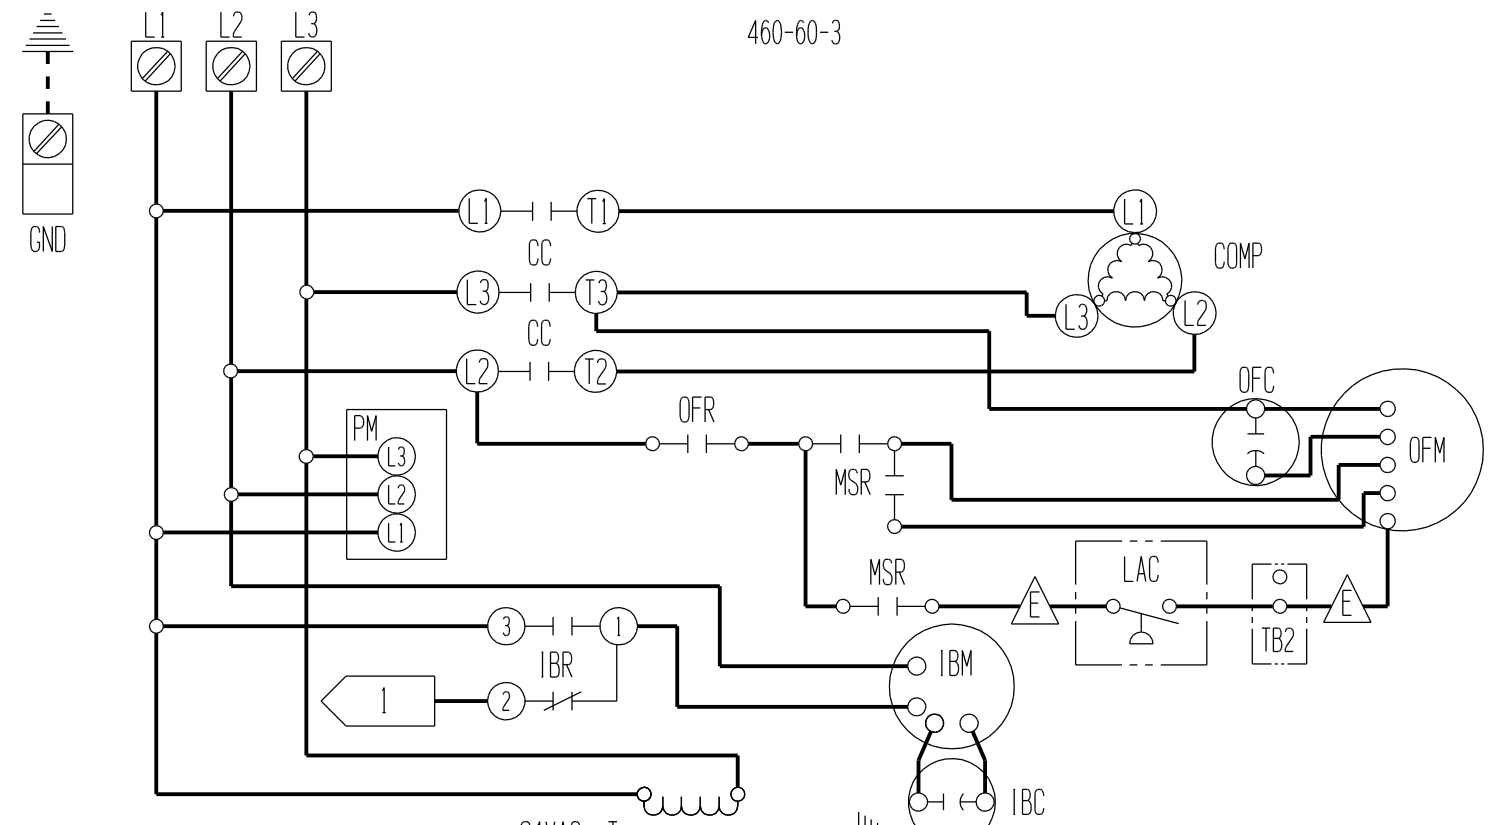 L1 L2 L3
460-60-3
GND
L1 T1 L1
CC
COMP
L3 T3 L3 L2
CC
L2 T2
OFC
OFR
PM
L3
OFM
MSR
L2
L1
MSR
LAC
E E
3 1
TB2
IBR
IBM
1 2
IBC